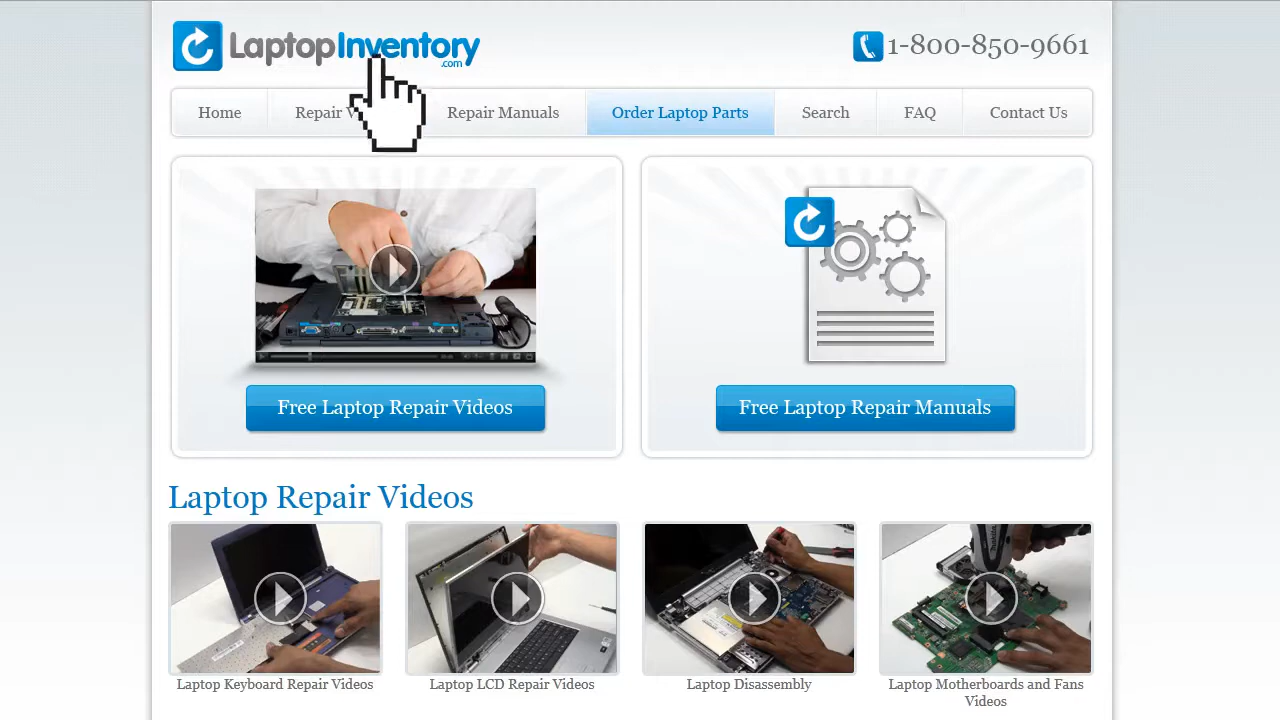 LaptopInventory
.com
1-800-850-9661
Home
Repair V
Repair Manuals
Order Laptop Parts
Search
FAQ
Contact Us
Free Laptop Repair Videos
Free Laptop Repair Manuals
Laptop Repair Videos
Laptop Keyboard Repair Videos
Laptop LCD Repair Videos
Laptop Disassembly
Laptop Motherboards and Fans
Videos